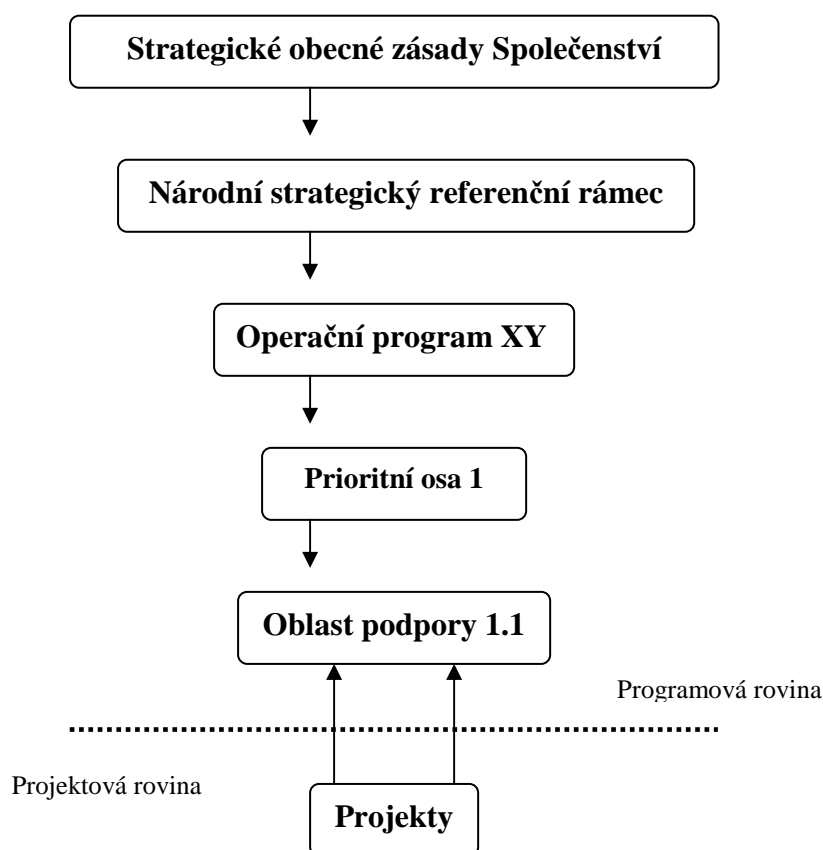 Strategické obecné zásady Společenství
Národní strategický referenční rámec
Operační program XY
Prioritní osa 1
Oblast podpory 1.1
Programová rovina
Projektová rovina
Projekty